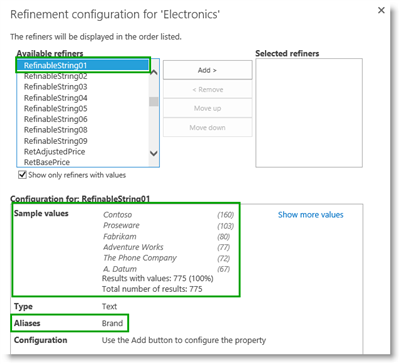 Refinement configuration for 'Electronics'
The refiners will be displayed in the order listed.
Available refiners
Selected refiners
RefinableString01
RefinableString02
RefinableString03
RefinableString04
RefinableString05
RefinableString06
RefinableString08
RefinableString09
RetAdjustedPrice
RetBasePrice
Add >
< Remove
Move up
Move down
Show only refiners with values
Configuration for: RefinableString01
Sample values
Contoso (160)
Proseware (103)
Fabrikam (80)
Adventure Works (77)
The Phone Company (72)
A. Datum (67)
Results with values: 775 (100%)
Total number of results: 775
Show more values
Type Text
Aliases Brand
Configuration Use the Add button to configure the property